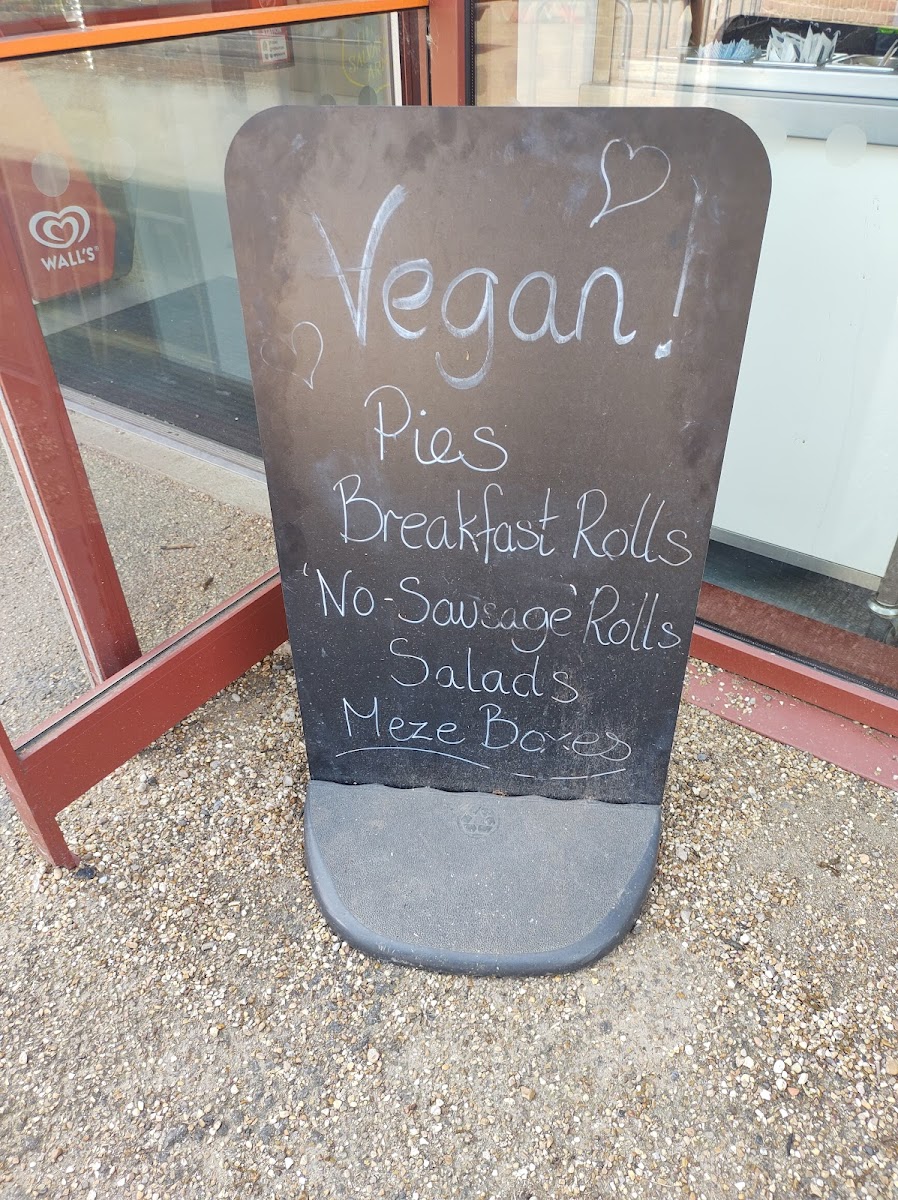 WALL'S
Vegan!
Pies
Breakfast Rolls
'No-Sausage' Rolls
Salads
Meze Boxes